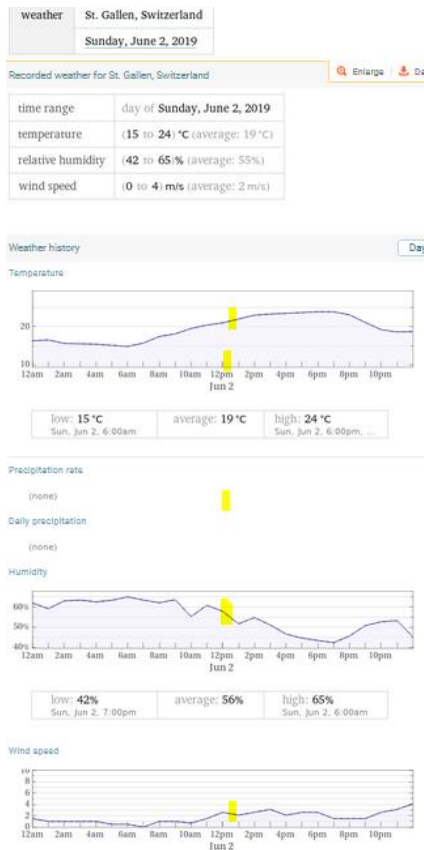 weather St. Gallen, Switzerland
Sunday, June 2, 2019
Recorded weather for St. Gallen, Switzerland Enlarge
time range day of Sunday, June 2, 2019
temperature (15 to 24) °C (average: 19 °C)
relative humidity (42 to 65)% (average: 55%)
wind speed (0 to 4) m/s (average: 2 m/s)
Weather history Day
Temperature
20
10
12am 2am 4am 6am 8am 10am 12pm 2pm 4pm 6pm 8pm 10pm
Jun 2
low: 15 °C average: 19 °C high: 24 °C
Sun, Jun 2, 6:00am Sun, Jun 2, 6:00pm, ...
Precipitation rate
(none)
Daily precipitation
(none)
Humidity
60%
50%
40%
12am 2am 4am 6am 8am 10am 12pm 2pm 4pm 6pm 8pm 10pm
Jun 2
low: 42% average: 56% high: 65%
Sun, Jun 2, 7:00pm Sun, Jun 2, 6:00am
Wind speed
10
8
6
4
2
0
12am 2am 4am 6am 8am 10am 12pm 2pm 4pm 6pm 8pm 10pm
Jun 2